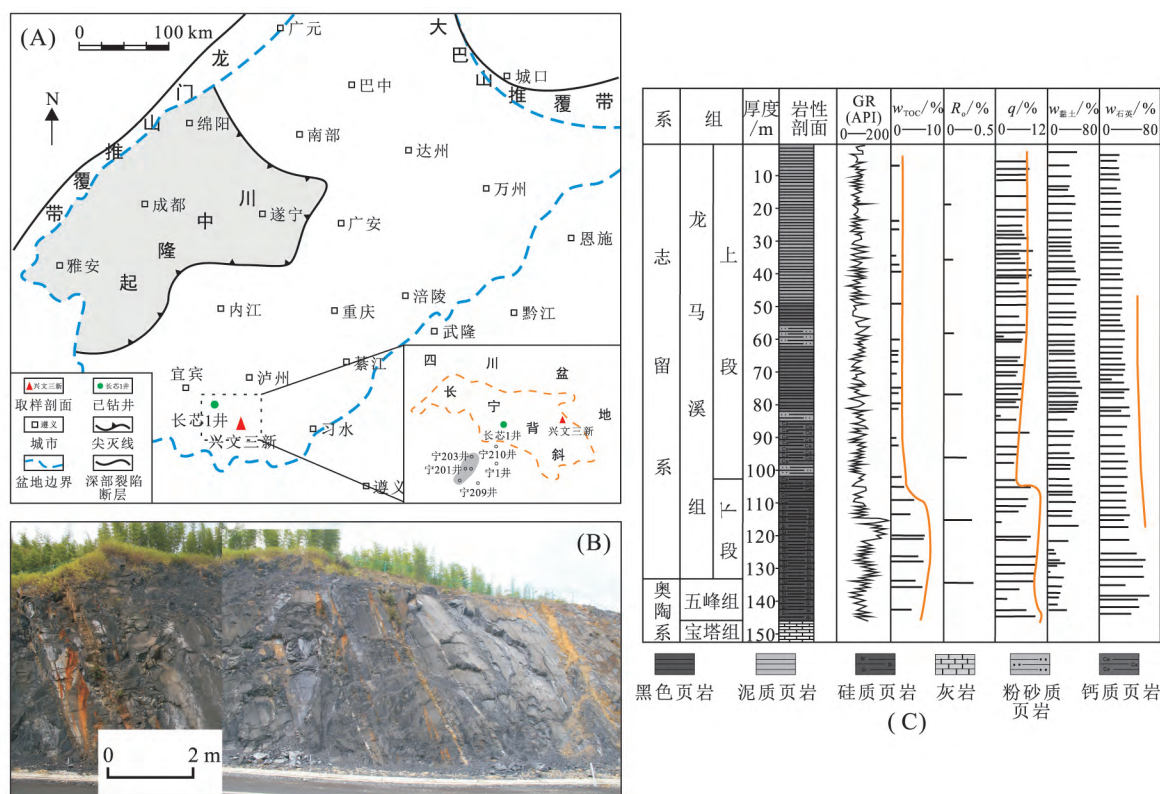 (A)
0 100 km
N
龙门山推覆带
大巴山推覆带
广元
城口
巴中
绵阳
南部
达州
万州
成都
川中隆起
遂宁
广安
恩施
雅安
涪陵
内江
重庆
黔江
武隆
綦江
宜宾
泸州
长芯1井
兴文三新
习水
遵义
兴文三新
取样剖面
已钻井
遵义
城市
尖灭线
盆地边界
深部裂陷
断层
四川盆地
长宁背斜
长芯1井
兴文三新
宁203井
宁210井
宁201井
宁1井
宁209井
(B)
0 2 m
系 组 厚度/m 岩性剖面 GR (API) wTOC/% Ro/% q/% w黏土/% w石英/%
0 200 0 10 0 0.5 0 12 0 80 0 80
志留系
龙马溪组
上段
下段
奥陶系
五峰组
宝塔组
10
20
30
40
50
60
70
80
90
100
110
120
130
140
150
Si
Ca
黑色页岩 泥质页岩 硅质页岩 灰岩 粉砂质页岩 钙质页岩
(C)